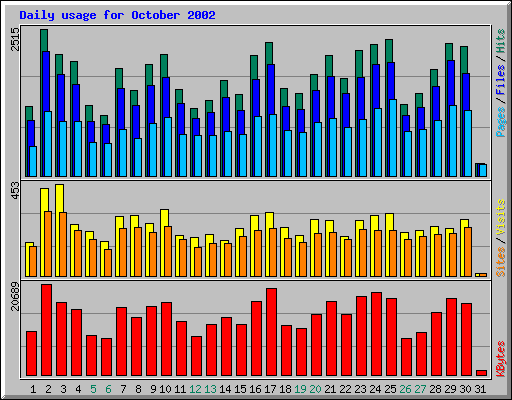 Daily usage for October 2002
2515
Pages / Files / Hits
453
Sites / Visits
20689
KBytes
1 2 3 4 5 6 7 8 9 10 11 12 13 14 15 16 17 18 19 20 21 22 23 24 25 26 27 28 29 30 31